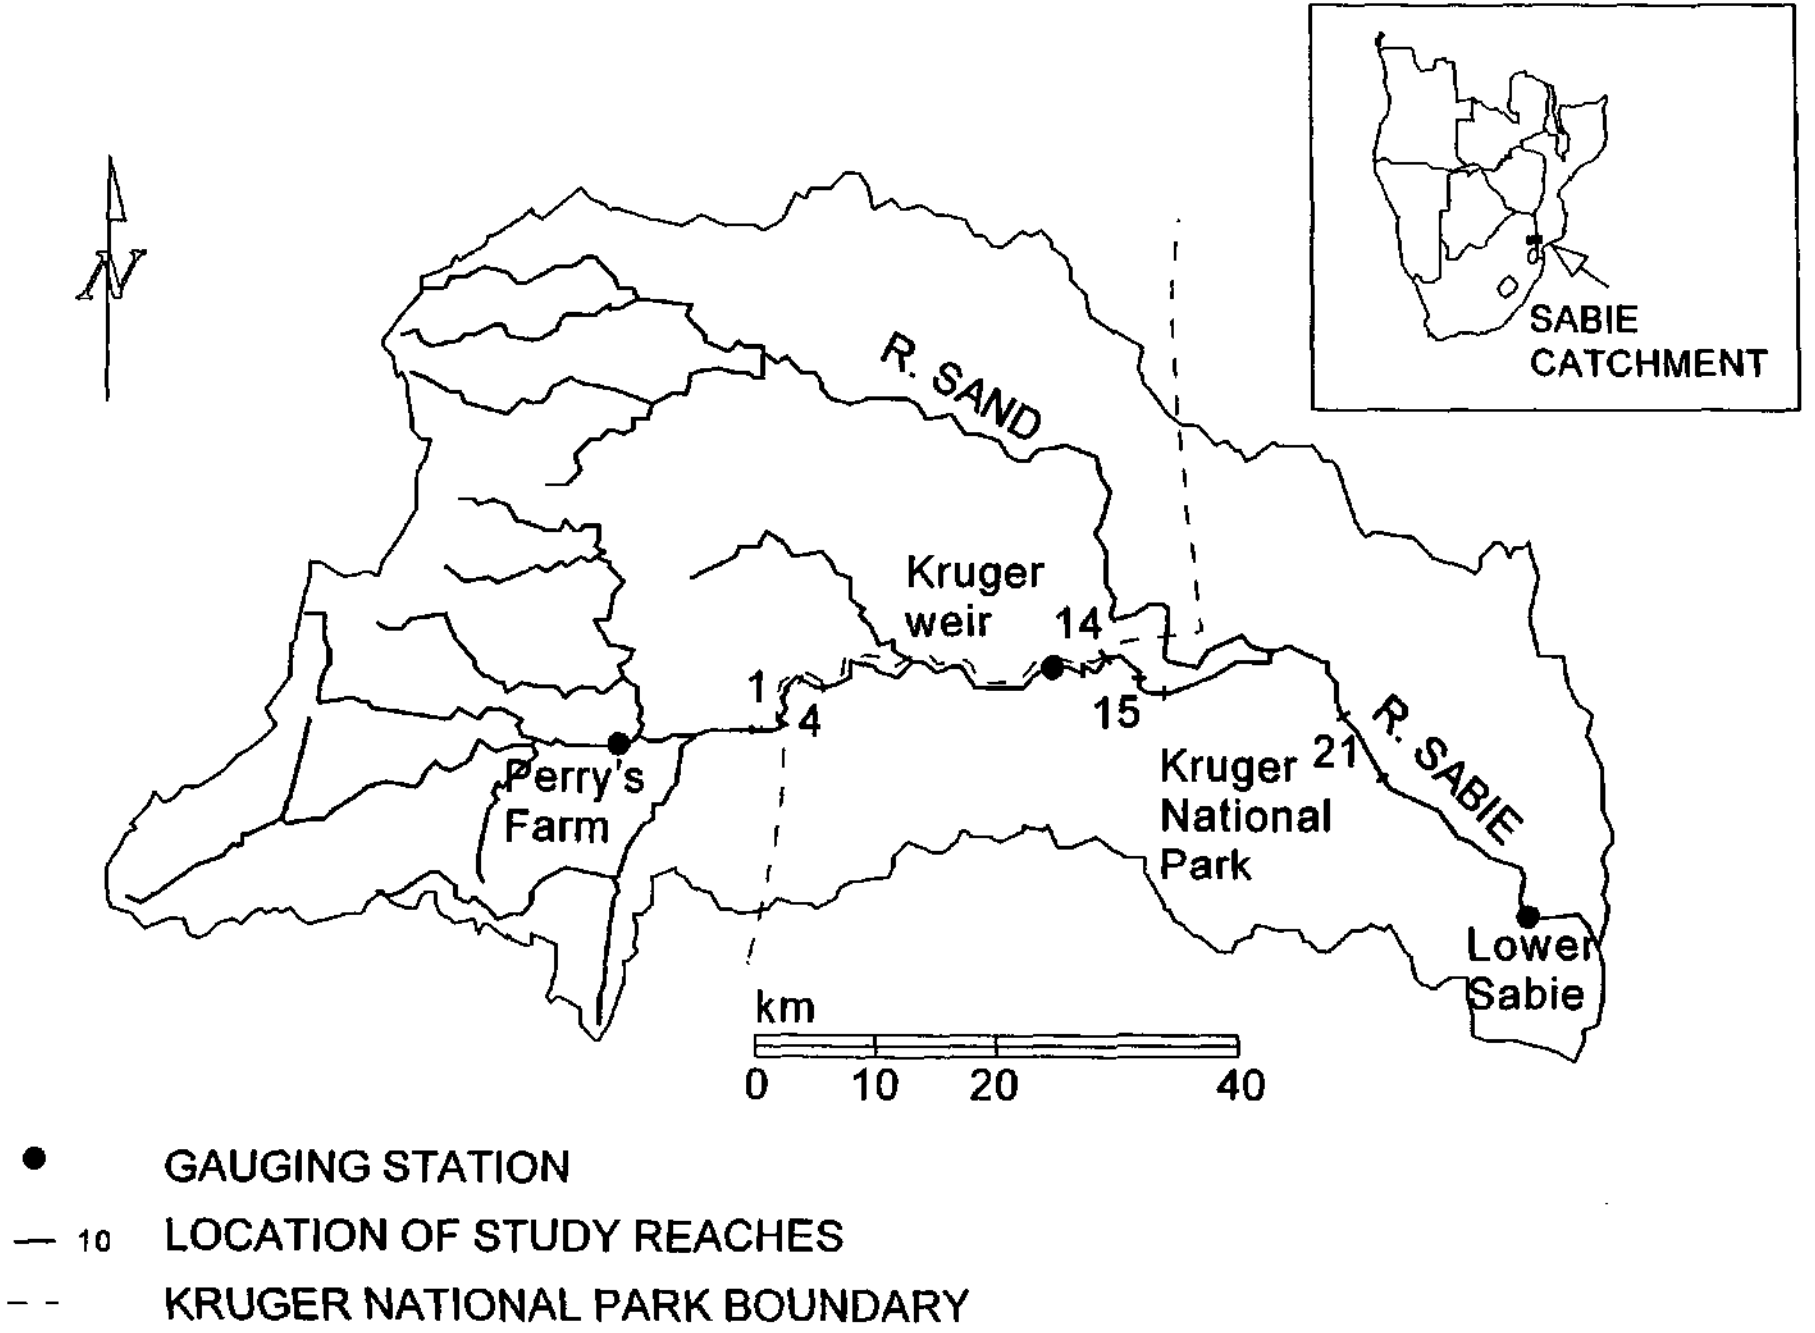 N
SABIE
CATCHMENT
R. SAND
Kruger
weir
14
1
4
15
21
R. SABIE
Perry's
Farm
Kruger
National
Park
Lower
Sabie
km
0 10 20 40
GAUGING STATION
10 LOCATION OF STUDY REACHES
KRUGER NATIONAL PARK BOUNDARY